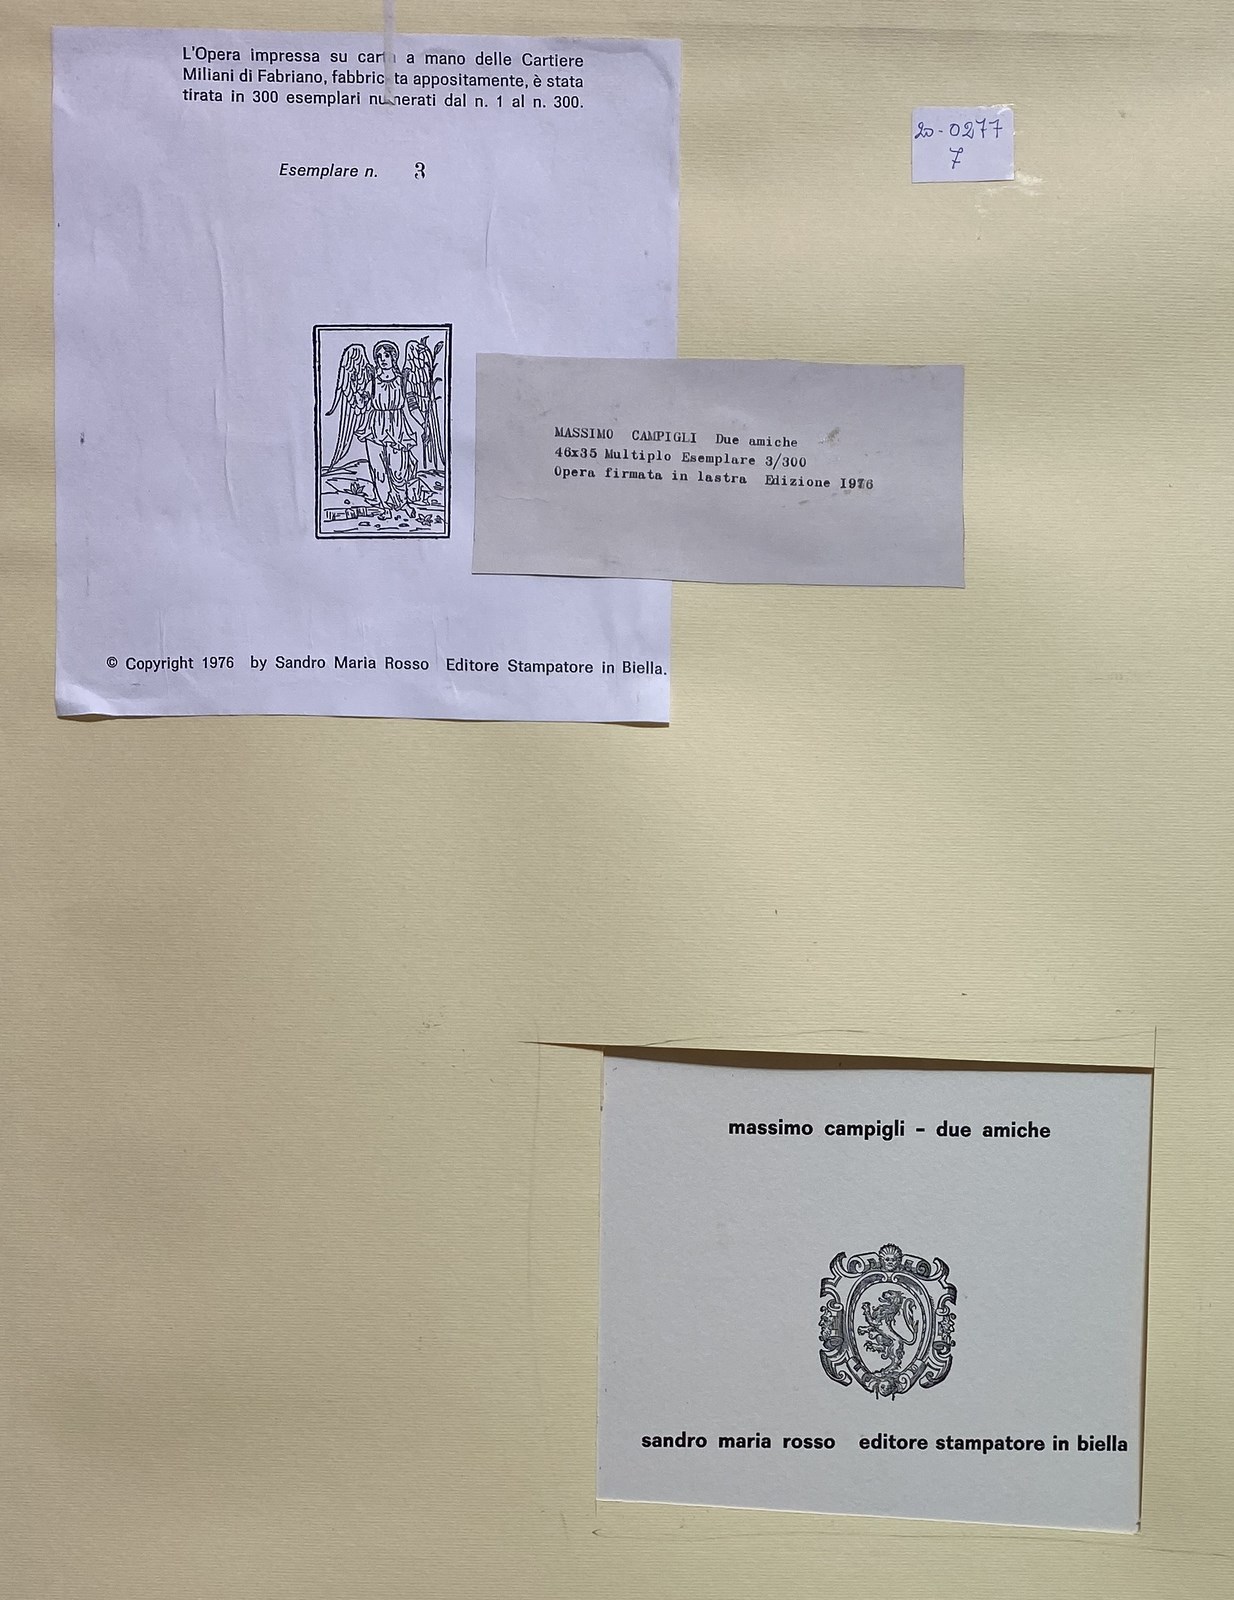 L'Opera impressa su carta a mano delle Cartiere
Miliani di Fabriano, fabbricata appositamente, è stata
tirata in 300 esemplari numerati dal n. 1 al n. 300.
Esemplare n. 3
20-0277
7
MASSIMO CAMPIGLI Due amiche
46x35 Multiplo Esemplare 3/300
Opera firmata in lastra Edizione I976
© Copyright 1976 by Sandro Maria Rosso Editore Stampatore in Biella.
massimo campigli - due amiche
sandro maria rosso editore stampatore in biella